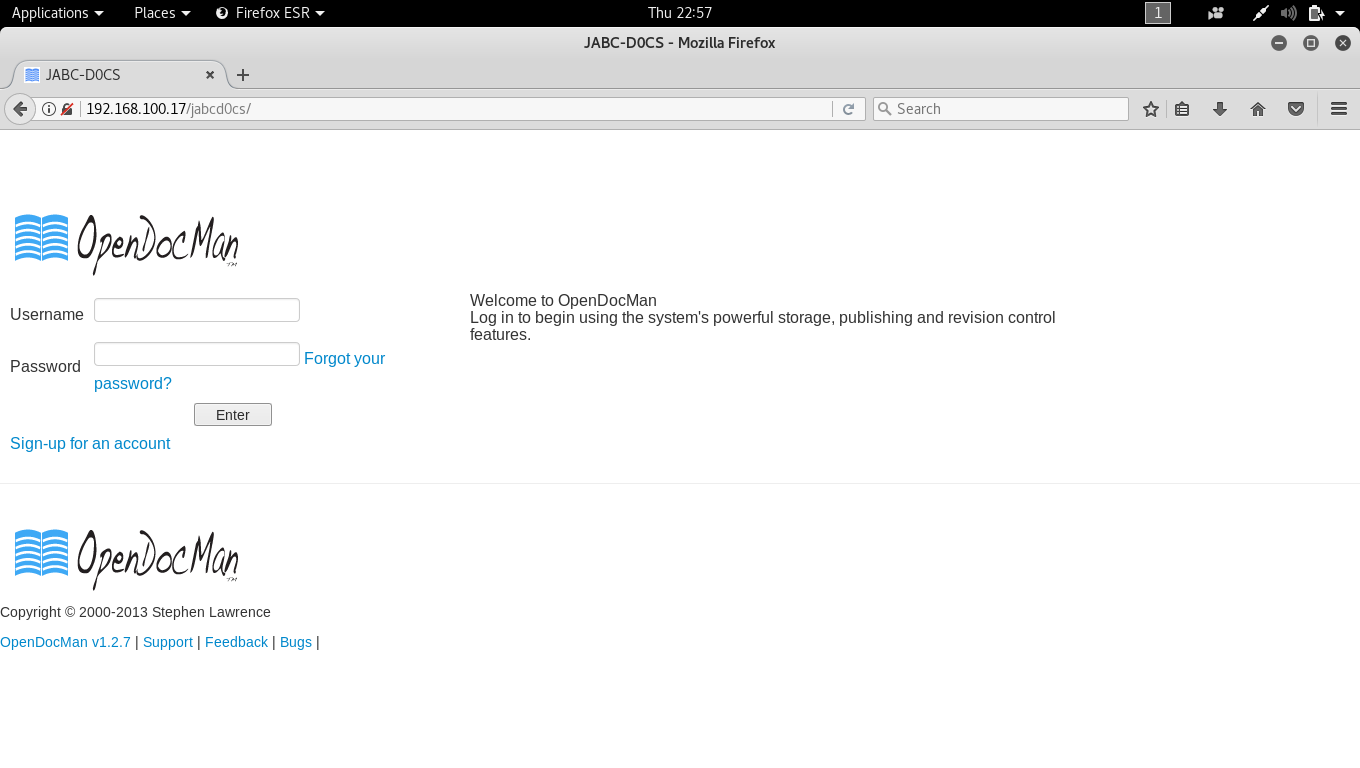 Applications Places Firefox ESR Thu 22:57 1
JABC-D0CS - Mozilla Firefox
JABC-D0CS
192.168.100.17/jabcd0cs/ Search
OpenDocMan™
Username
Welcome to OpenDocMan
Log in to begin using the system's powerful storage, publishing and revision control
features.
Password Forgot your
password?
Enter
Sign-up for an account
OpenDocMan™
Copyright © 2000-2013 Stephen Lawrence
OpenDocMan v1.2.7 | Support | Feedback | Bugs |